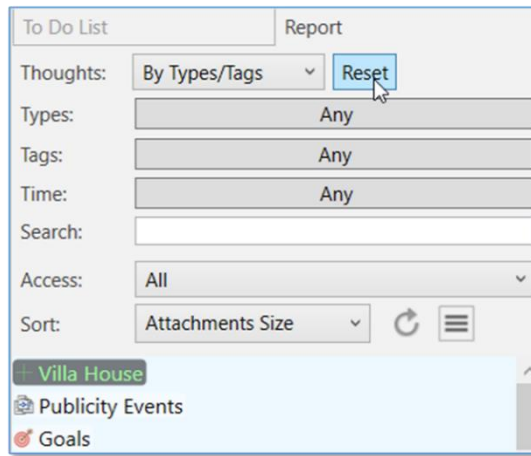 To Do List Report
Thoughts: By Types/Tags Reset
Types: Any
Tags: Any
Time: Any
Search:
Access: All
Sort: Attachments Size
Villa House
Publicity Events
Goals